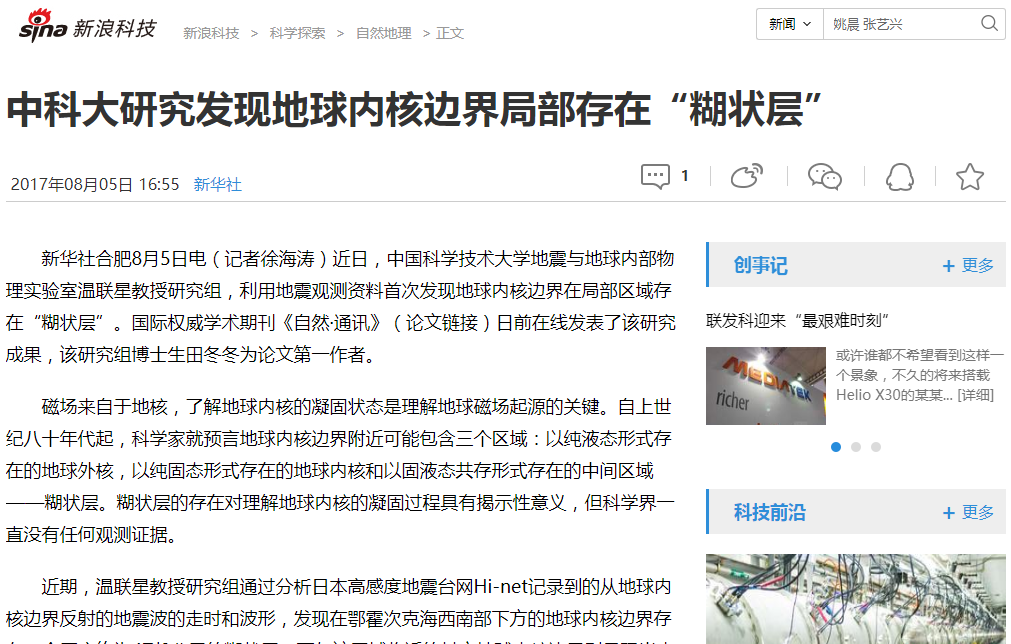 sina 新浪科技
新浪科技 > 科学探索 > 自然地理 > 正文
新闻
姚晨 张艺兴
中科大研究发现地球内核边界局部存在“糊状层”
2017年08月05日 16:55 新华社
1
新华社合肥8月5日电（记者徐海涛）近日，中国科学技术大学地震与地球内部物
理实验室温联星教授研究组，利用地震观测资料首次发现地球内核边界在局部区域存
在“糊状层”。国际权威学术期刊《自然·通讯》（论文链接）日前在线发表了该研究
成果，该研究组博士生田冬冬为论文第一作者。
磁场来自于地核，了解地球内核的凝固状态是理解地球磁场起源的关键。自上世
纪八十年代起，科学家就预言地球内核边界附近可能包含三个区域：以纯液态形式存
在的地球外核，以纯固态形式存在的地球内核和以固液态共存形式存在的中间区域
——糊状层。糊状层的存在对理解地球内核的凝固过程具有揭示性意义，但科学界一
直没有任何观测证据。
近期，温联星教授研究组通过分析日本高感度地震台网Hi-net记录到的从地球内
核边界反射的地震波的走时和波形，发现在鄂霍次克海西南部下方的地球内核边界存
创事记
+ 更多
联发科迎来“最艰难时刻”
MEDIATEK
richer
或许谁都不希望看到这样一
个景象，不久的将来搭载
Helio X30的某某... [详细]
科技前沿
+ 更多